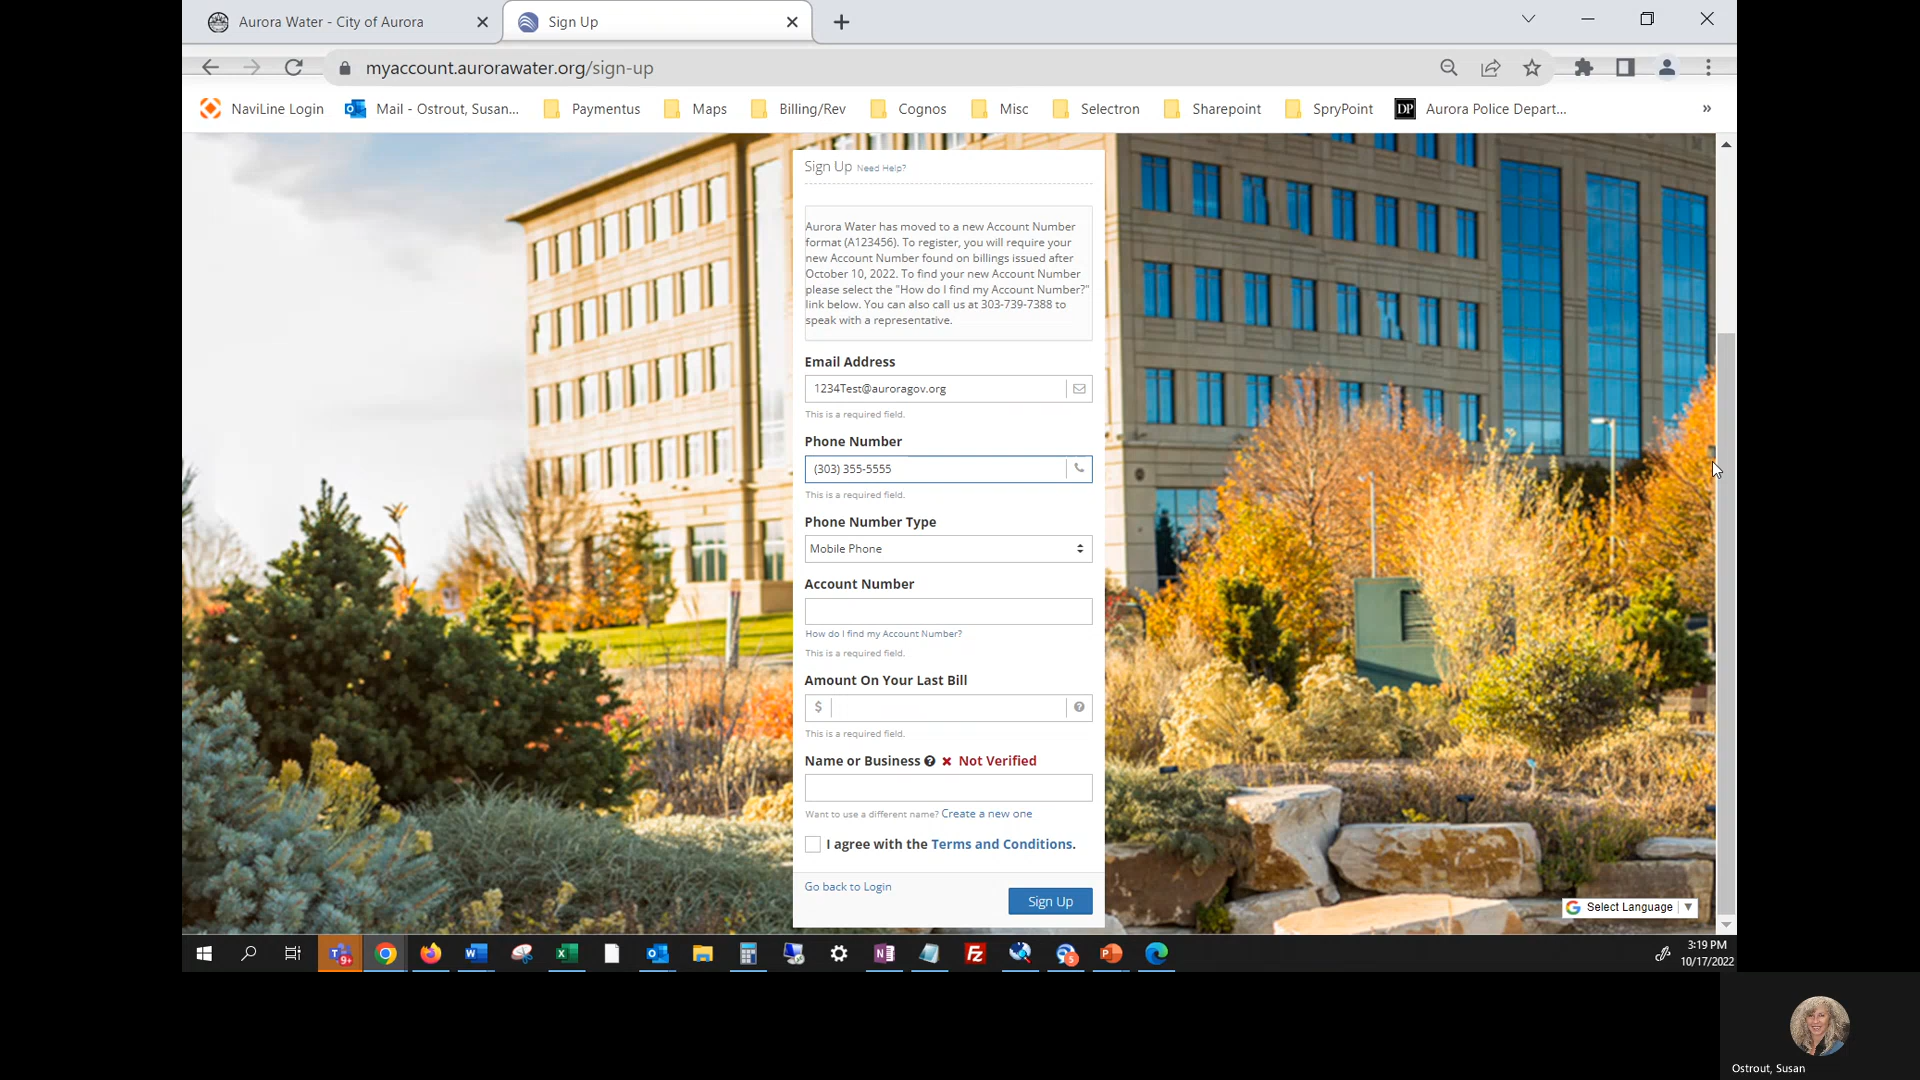 Aurora Water - City of Aurora
Sign Up
myaccount.aurorawater.org/sign-up
NaviLine Login
Mail - Ostrout, Susan...
Paymentus
Maps
Billing/Rev
Cognos
Misc
Selectron
Sharepoint
SpryPoint
DP
Aurora Police Depart...
»
Sign Up Need Help?
Aurora Water has moved to a new Account Number
format (A123456). To register, you will require your
new Account Number found on billings issued after
October 10, 2022. To find your new Account Number
please select the "How do I find my Account Number?"
link below. You can also call us at 303-739-7388 to
speak with a representative.
Email Address
1234Test@auroragov.org
This is a required field.
Phone Number
(303) 355-5555
This is a required field.
Phone Number Type
Mobile Phone
Account Number
How do I find my Account Number?
This is a required field.
Amount On Your Last Bill
$
This is a required field.
Name or Business Not Verified
Want to use a different name? Create a new one
I agree with the Terms and Conditions.
Go back to Login
Sign Up
Select Language
9+
3:19 PM
10/17/2022
Ostrout, Susan